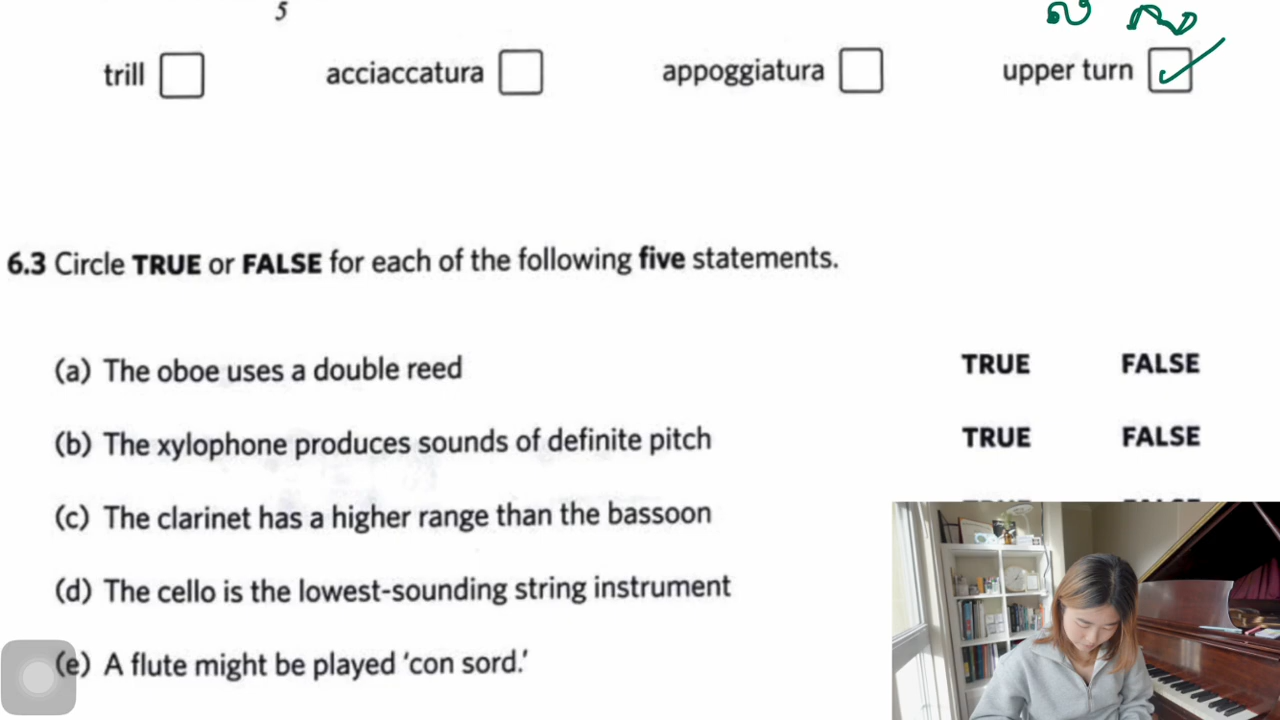 5
trill acciaccatura appoggiatura upper turn
6.3 Circle TRUE or FALSE for each of the following five statements.
(a) The oboe uses a double reed TRUE FALSE
(b) The xylophone produces sounds of definite pitch TRUE FALSE
(c) The clarinet has a higher range than the bassoon
(d) The cello is the lowest-sounding string instrument
(e) A flute might be played ‘con sord.’